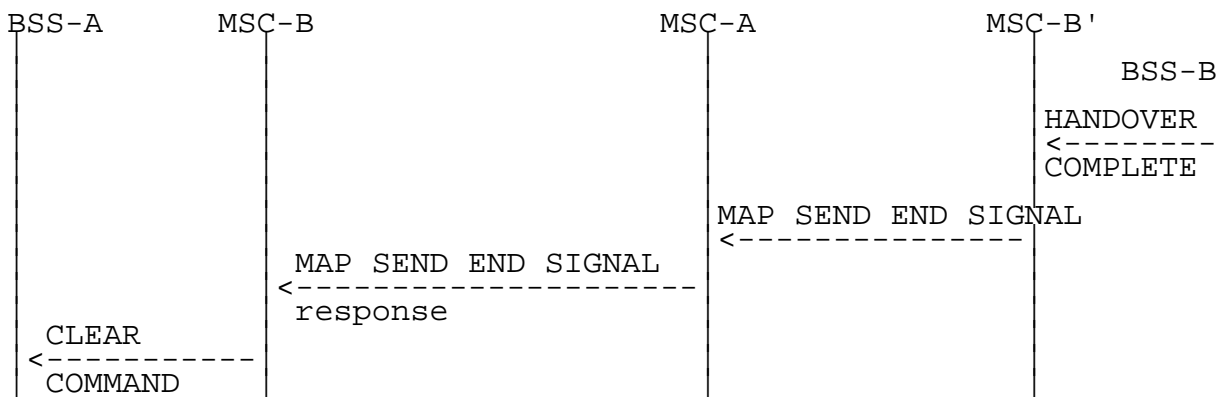 BSS-A MSC-B MSC-A MSC-B'
BSS-B
HANDOVER
COMPLETE
MAP SEND END SIGNAL
MAP SEND END SIGNAL
response
CLEAR
COMMAND